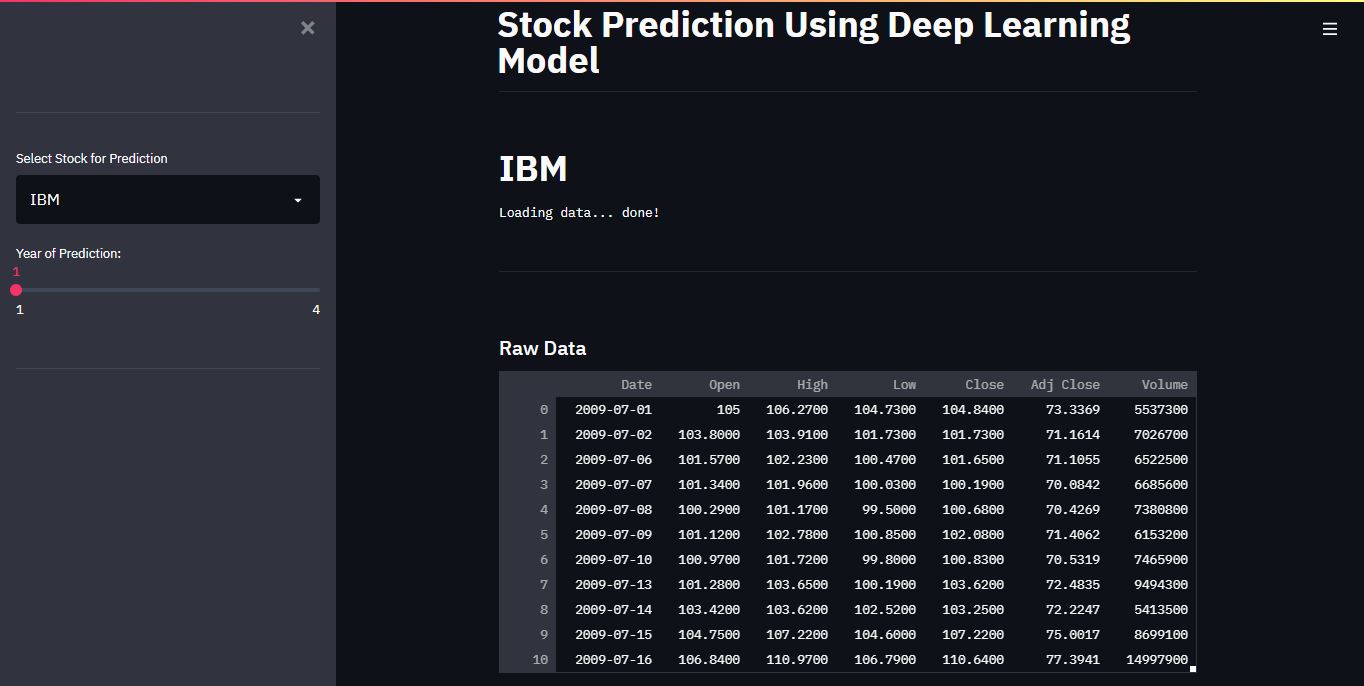 Stock Prediction Using Deep Learning
Model
Select Stock for Prediction
IBM
Year of Prediction:
1
1 4
IBM
Loading data... done!
Raw Data
Date Open High Low Close Adj Close Volume
0 2009-07-01 105 106.2700 104.7300 104.8400 73.3369 5537300
1 2009-07-02 103.8000 103.9100 101.7300 101.7300 71.1614 7026700
2 2009-07-06 101.5700 102.2300 100.4700 101.6500 71.1055 6522500
3 2009-07-07 101.3400 101.9600 100.0300 100.1900 70.0842 6685600
4 2009-07-08 100.2900 101.1700 99.5000 100.6800 70.4269 7380800
5 2009-07-09 101.1200 102.7800 100.8500 102.0800 71.4062 6153200
6 2009-07-10 100.9700 101.7200 99.8000 100.8300 70.5319 7465900
7 2009-07-13 101.2800 103.6500 100.1900 103.6200 72.4835 9494300
8 2009-07-14 103.4200 103.6200 102.5200 103.2500 72.2247 5413500
9 2009-07-15 104.7500 107.2200 104.6000 107.2200 75.0017 8699100
10 2009-07-16 106.8400 110.9700 106.7900 110.6400 77.3941 14997900